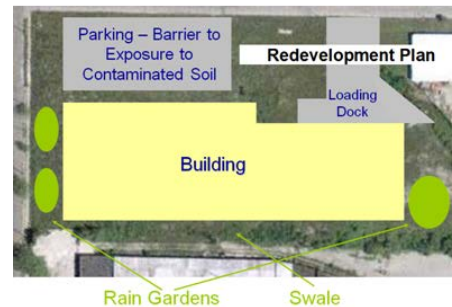 Parking – Barrier to
Exposure to
Contaminated Soil
Redevelopment Plan
Loading
Dock
Building
Rain Gardens
Swale